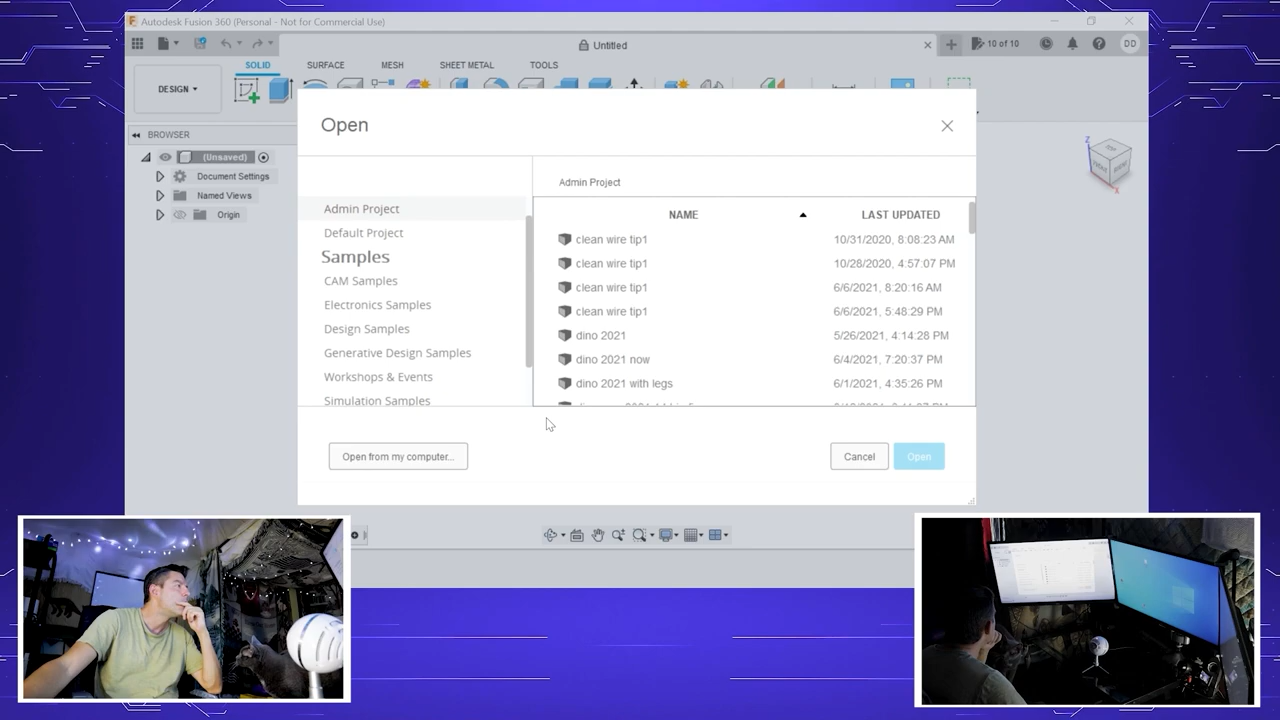 Autodesk Fusion 360 (Personal - Not for Commercial Use)
Untitled
10 of 10
DD
SOLID
SURFACE
MESH
SHEET METAL
TOOLS
DESIGN
BROWSER
(Unsaved)
Document Settings
Named Views
Origin
Z
X
Open
Admin Project
Default Project
Samples
CAM Samples
Electronics Samples
Design Samples
Generative Design Samples
Workshops & Events
Simulation Samples
Admin Project
NAME LAST UPDATED
clean wire tip1 10/31/2020, 8:08:23 AM
clean wire tip1 10/28/2020, 4:57:07 PM
clean wire tip1 6/6/2021, 8:20:16 AM
clean wire tip1 6/6/2021, 5:48:29 PM
dino 2021 5/26/2021, 4:14:28 PM
dino 2021 now 6/4/2021, 7:20:37 PM
dino 2021 with legs 6/1/2021, 4:35:26 PM
Open from my computer...
Cancel
Open